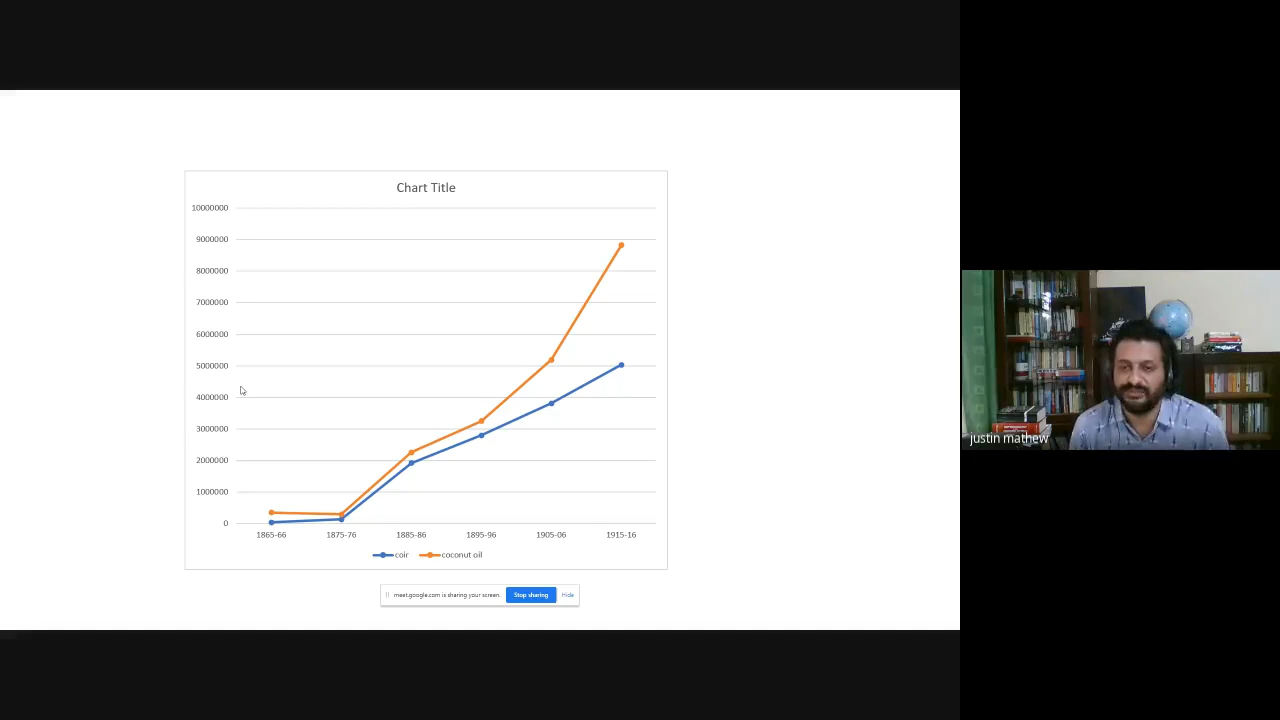 Chart Title
10000000
9000000
8000000
7000000
6000000
5000000
4000000
3000000
2000000
1000000
0
1865-66 1875-76 1885-86 1895-96 1905-06 1915-16
coir coconut oil
meet.google.com is sharing your screen. Stop sharing Hide
justin mathew